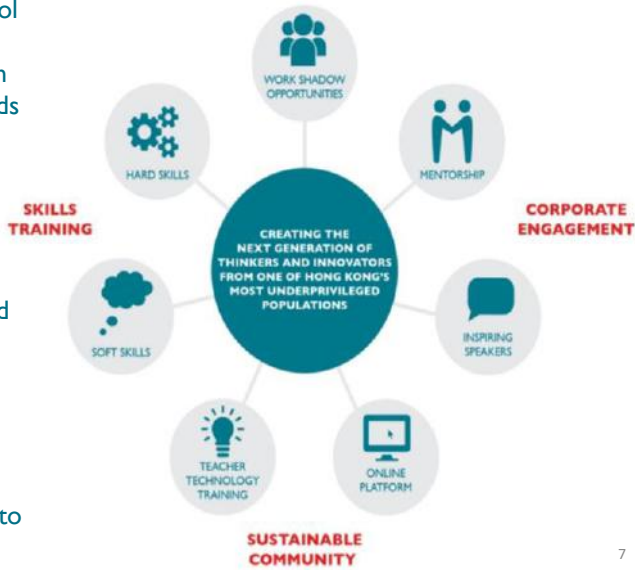 ol
n
ds
d
to
WORK SHADOW
OPPORTUNITIES
HARD SKILLS
MENTORSHIP
SKILLS
TRAINING
CORPORATE
ENGAGEMENT
CREATING THE
NEXT GENERATION OF
THINKERS AND INNOVATORS
FROM ONE OF HONG KONG'S
MOST UNDERPRIVILEGED
POPULATIONS
SOFT SKILLS
INSPIRING
SPEAKERS
TEACHER
TECHNOLOGY
TRAINING
ONLINE
PLATFORM
SUSTAINABLE
COMMUNITY
7